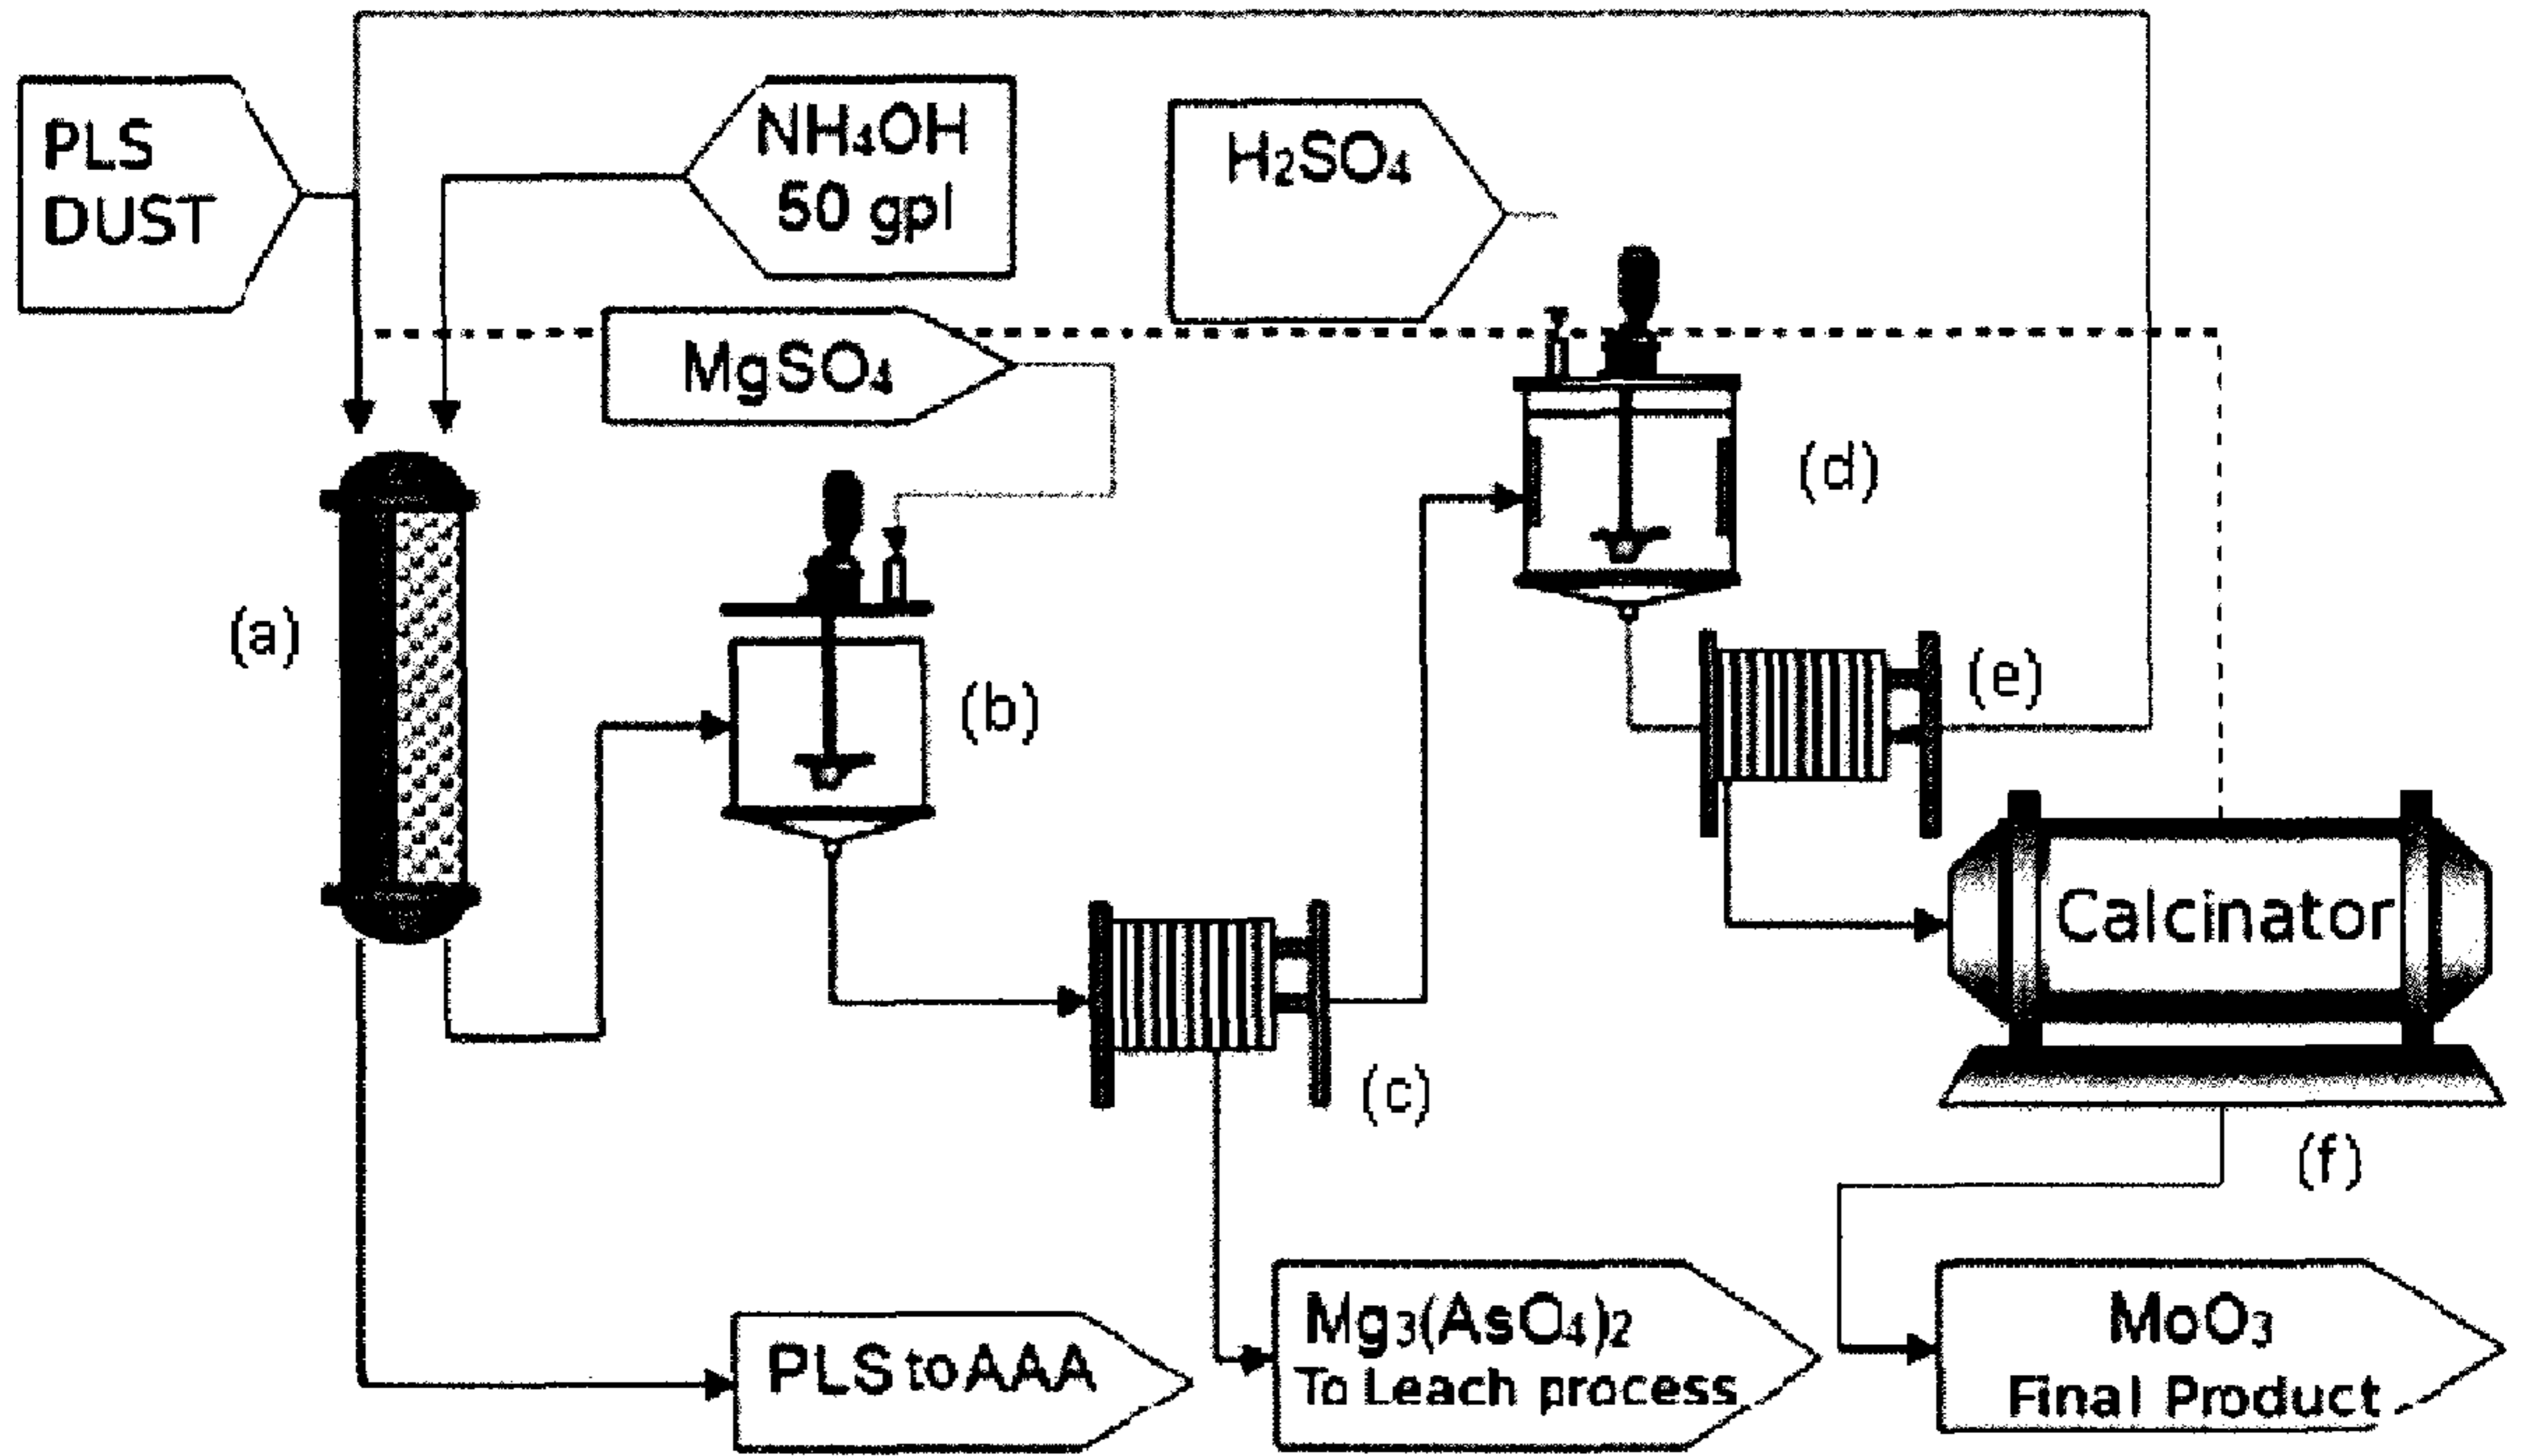 PLS
DUST
NH₄OH
50 gpl
H₂SO₄
MgSO₄
(a)
(b)
(c)
(d)
(e)
Calcinator
(f)
PLS to AAA
Mg₃(AsO₄)₂
To Leach process
MoO₃
Final Product